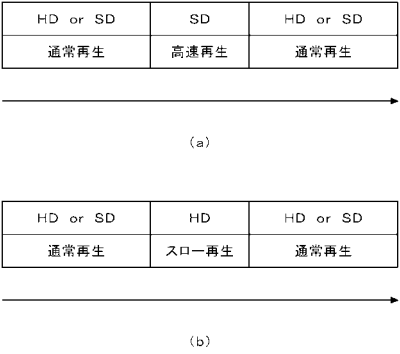 HD or SD SD HD or SD
通常再生 高速再生 通常再生
(a)
HD or SD HD HD or SD
通常再生 スロー再生 通常再生
(b)